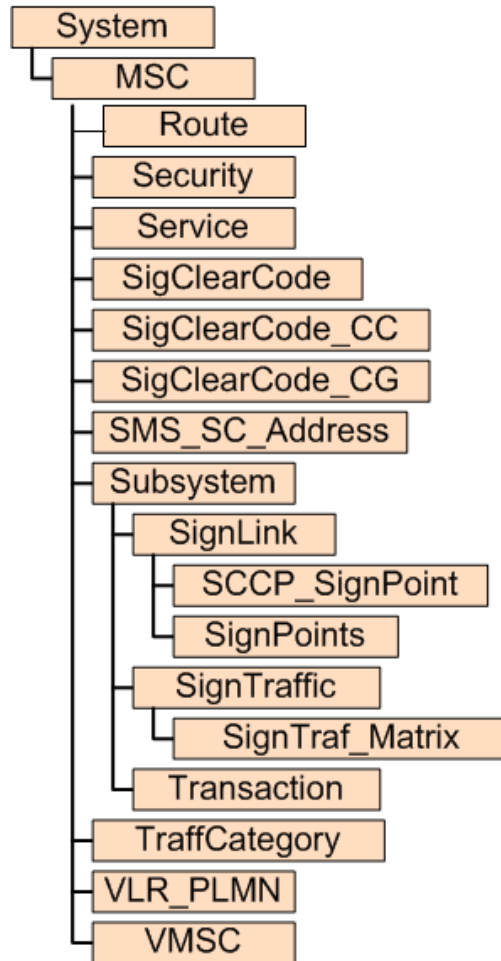 System
MSC
Route
Security
Service
SigClearCode
SigClearCode_CC
SigClearCode_CG
SMS_SC_Address
Subsystem
SignLink
SCCP_SignPoint
SignPoints
SignTraffic
SignTraf_Matrix
Transaction
TraffCategory
VLR_PLMN
VMSC